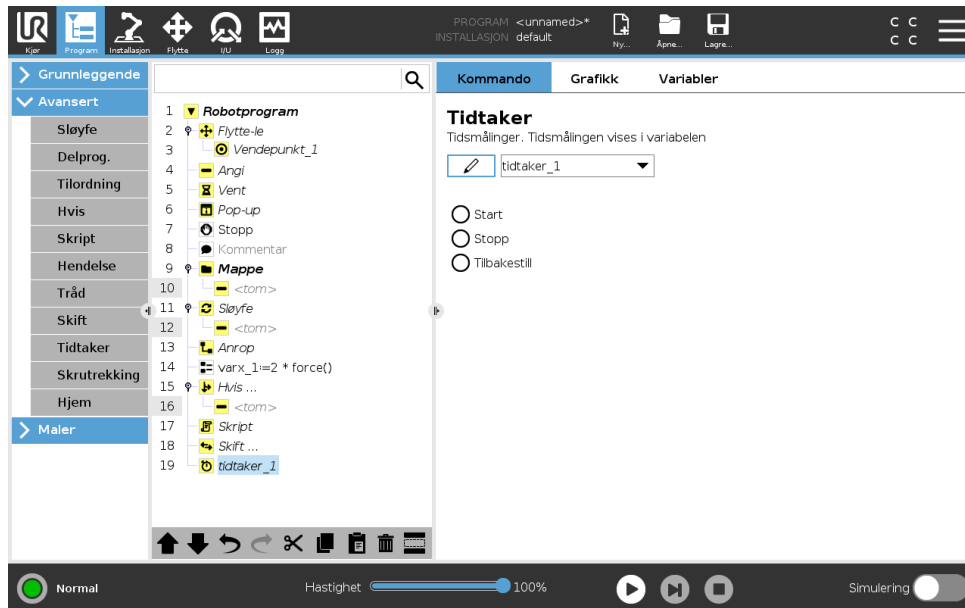 UR
Kjør
Program
Installasjon
Flytte
I/U
Logg
PROGRAM <unnamed>*
INSTALLASJON default
Ny...
Åpne...
Lagre...
C C
C C
Grunnleggende
Avansert
Sløyfe
Delprog.
Tilordning
Hvis
Skript
Hendelse
Tråd
Skift
Tidtaker
Skrutrekking
Hjem
Maler
1 Robotprogram
2 Flytte-le
3 Vendepunkt_1
4 Angi
5 Vent
6 Pop-up
7 Stopp
8 Kommentar
9 Mappe
10 <tom>
11 Sløyfe
12 <tom>
13 Anrop
14 varx_1:=2 * force()
15 Hvis ...
16 <tom>
17 Skript
18 Skift ...
19 tidtaker_1
Kommando
Grafikk
Variabler
Tidtaker
Tidsmålinger. Tidsmålingen vises i variabelen
tidtaker_1
Start
Stopp
Tilbakestill
Normal
Hastighet
100%
Simulering